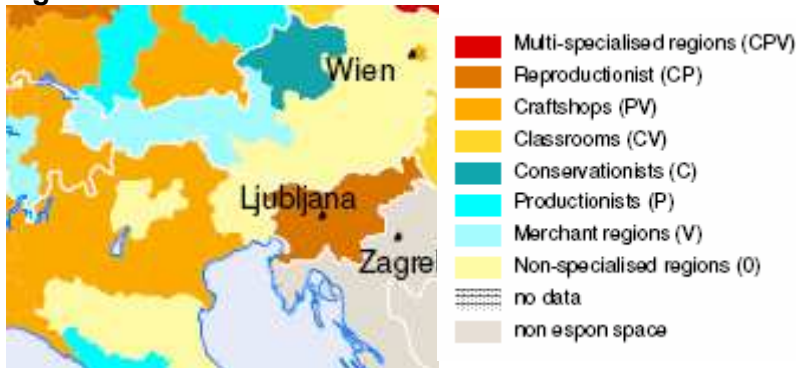 Wien
Ljubljana
Zagre
Multi-specialised regions (CPV)
Reproductionist (CP)
Craftshops (PV)
Classrooms (CV)
Conservationists (C)
Productionists (P)
Merchant regions (V)
Non-specialised regions (0)
no data
non espon space